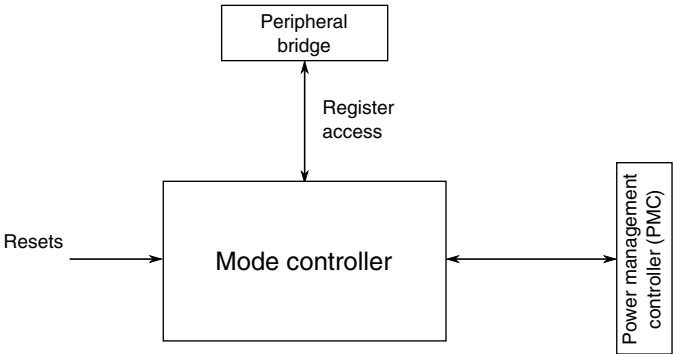 Peripheral
bridge
Register
access
Resets
Mode controller
Power management
controller (PMC)